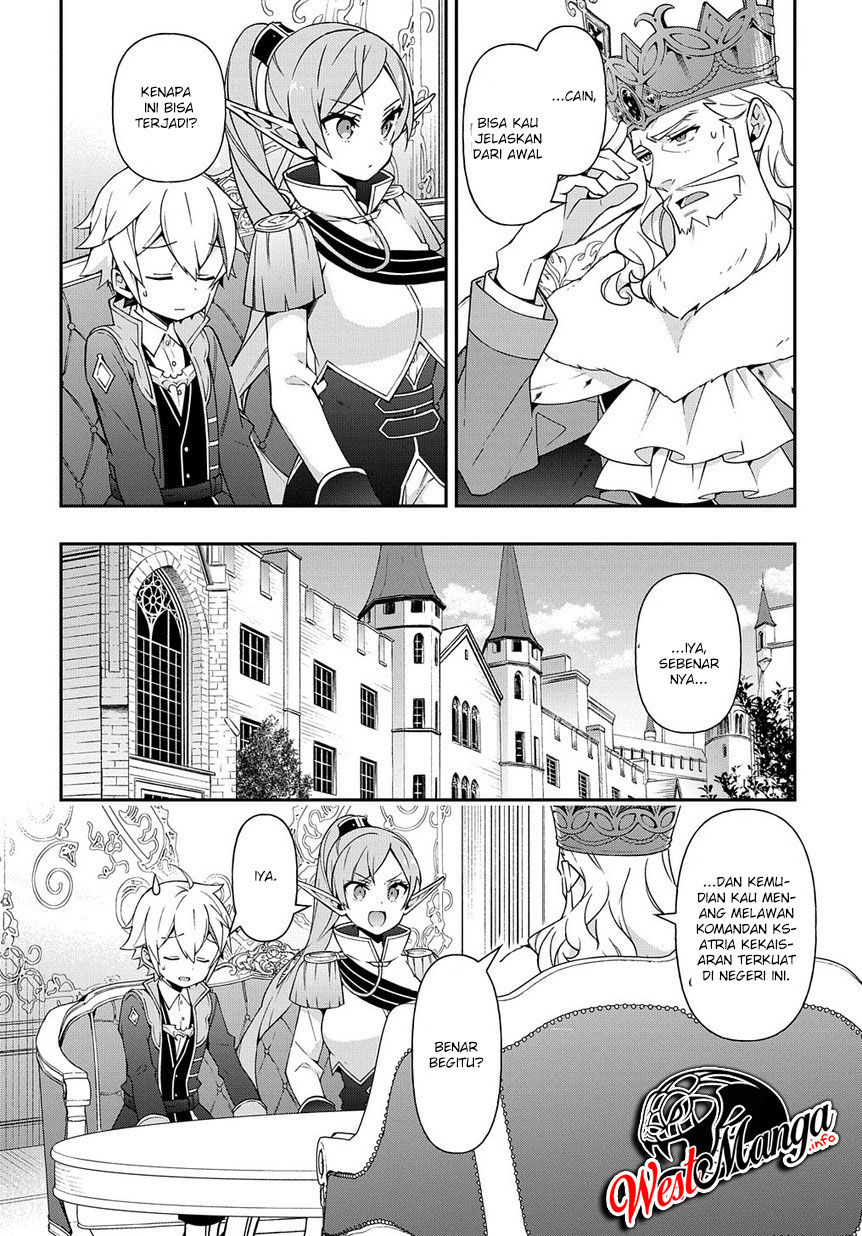 ...CAIN,
BISA KAU
JELASKAN
DARI AWAL
KENAPA
INI BISA
TERJADI?
...IYA,
SEBENAR
NYA...
...DAN KEMU-
DIAN KAU MEN-
ANG MELAWAN
KOMANDAN KS-
ATRIA KEKAIS-
ARAN TERKUAT
DI NEGERI INI.
BENAR
BEGITU?
IYA.
WestManga
.info